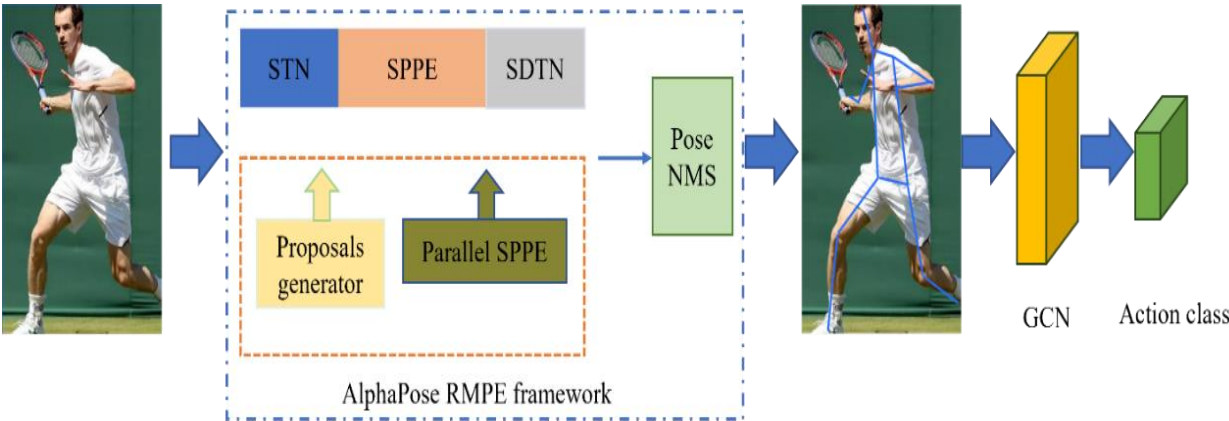 STN
SPPE
SDTN
Proposals
generator
Parallel SPPE
Pose
NMS
AlphaPose RMPE framework
GCN
Action class